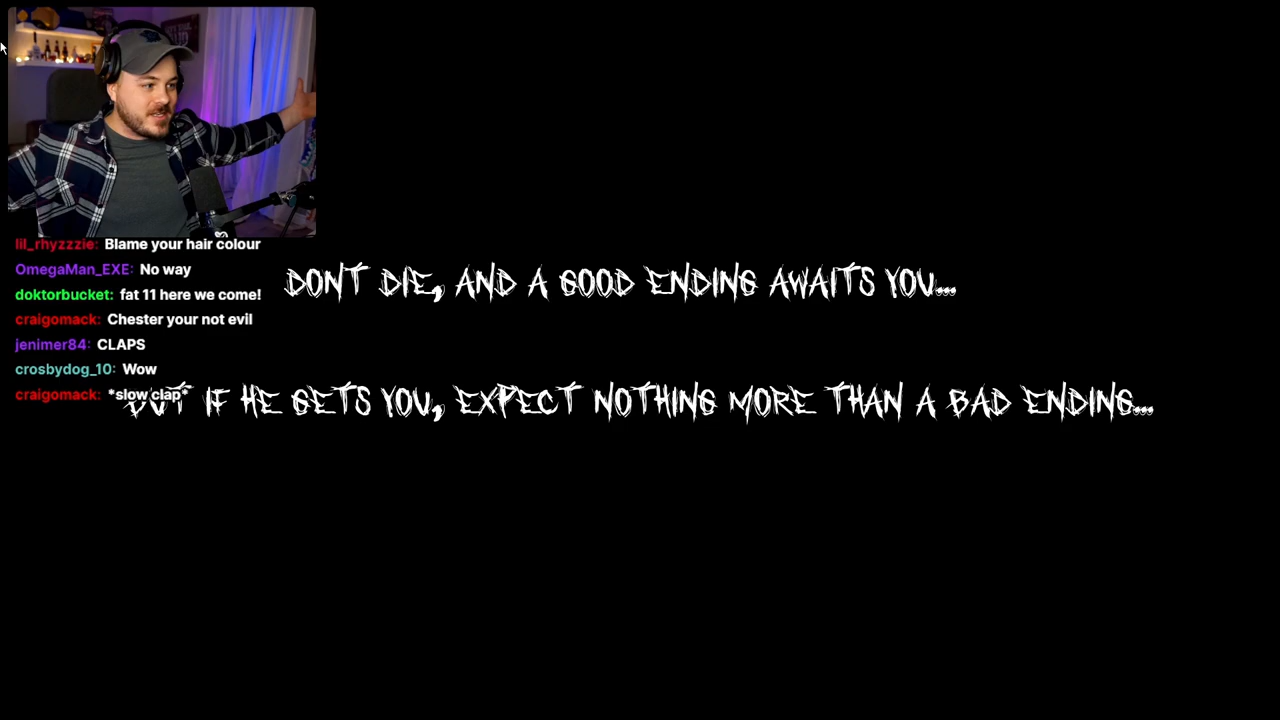 lil_rhyzzzie: Blame your hair colour
OmegaMan_EXE: No way
doktorbucket: fat 11 here we come!
craigomack: Chester your not evil
jenimer84: CLAPS
crosbydog_10: Wow
craigomack: *slow clap*
DONT DIE, AND A GOOD ENDING AWAITS YOU...
BUT IF HE GETS YOU, EXPECT NOTHING MORE THAN A BAD ENDING...